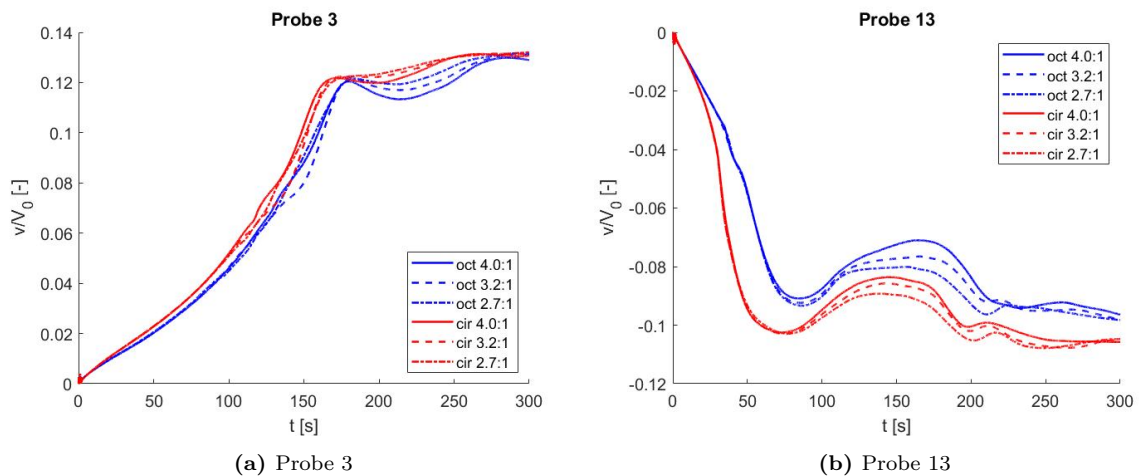 Probe 3
0.14
0.12
0.1
0.08
0.06
0.04
0.02
0
v/V0 [-]
0 50 100 150 200 250 300
t [s]
oct 4.0:1
oct 3.2:1
oct 2.7:1
cir 4.0:1
cir 3.2:1
cir 2.7:1
(a) Probe 3
Probe 13
0
-0.02
-0.04
-0.06
-0.08
-0.1
-0.12
v/V0 [-]
0 50 100 150 200 250 300
t [s]
oct 4.0:1
oct 3.2:1
oct 2.7:1
cir 4.0:1
cir 3.2:1
cir 2.7:1
(b) Probe 13